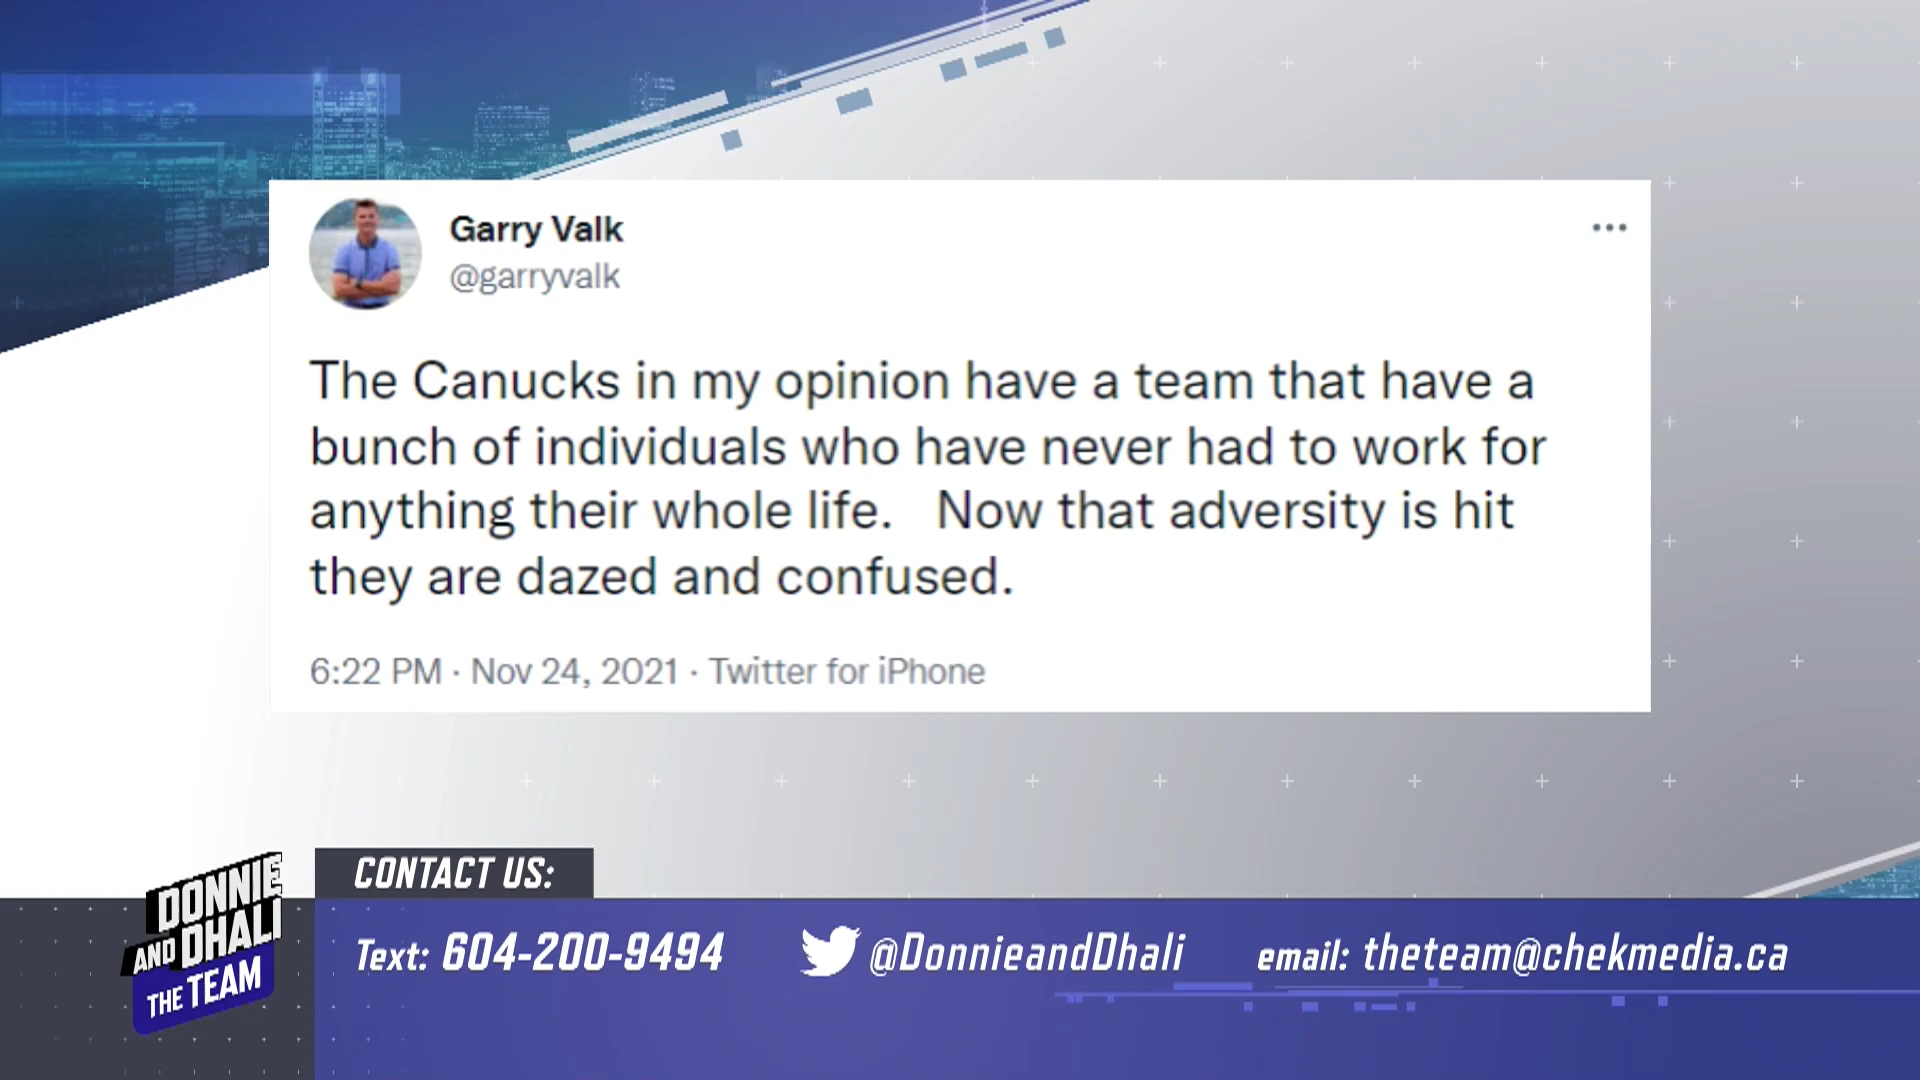 Garry Valk
@garryvalk
The Canucks in my opinion have a team that have a
bunch of individuals who have never had to work for
anything their whole life.   Now that adversity is hit
they are dazed and confused.
6:22 PM · Nov 24, 2021 · Twitter for iPhone
CONTACT US:
DONNIE
AND DHALI
THE TEAM
Text: 604-200-9494 @DonnieandDhali email: theteam@chekmedia.ca